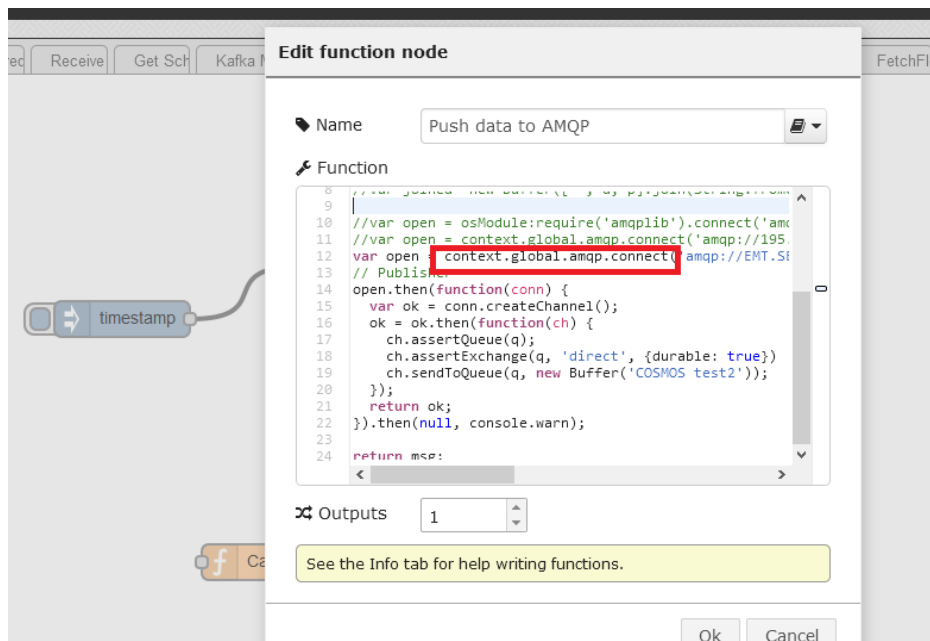 Edit function node
Receive
Get Sch
Kafka
FetchFl
Name
Push data to AMQP
Function
9
10 //var open = osModule:require('amqplib').connect('amq
11 //var open = context.global.amqp.connect('amqp://195.
12 var open = context.global.amqp.connect('amqp://EMT.SE
13 // Publisher
14 open.then(function(conn) {
15 var ok = conn.createChannel();
16 ok = ok.then(function(ch) {
17 ch.assertQueue(q);
18 ch.assertExchange(q, 'direct', {durable: true})
19 ch.sendToQueue(q, new Buffer('COSMOS test2'));
20 });
21 return ok;
22 }).then(null, console.warn);
23
24 return msg;
timestamp
Outputs
1
Ca
See the Info tab for help writing functions.
Ok
Cancel